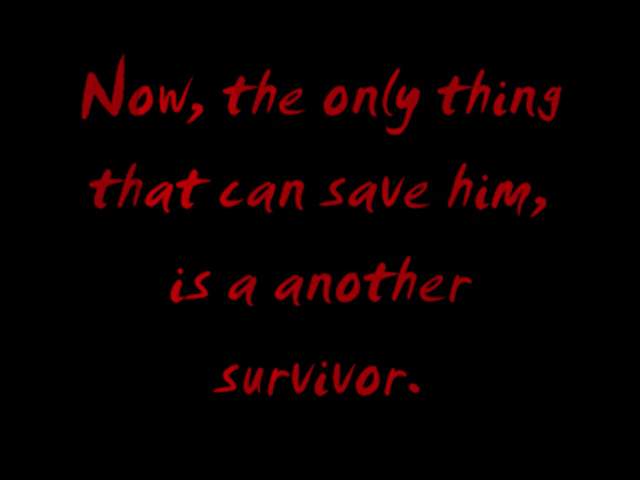 Now, the only thing
that can save him,
is a another
survivor.